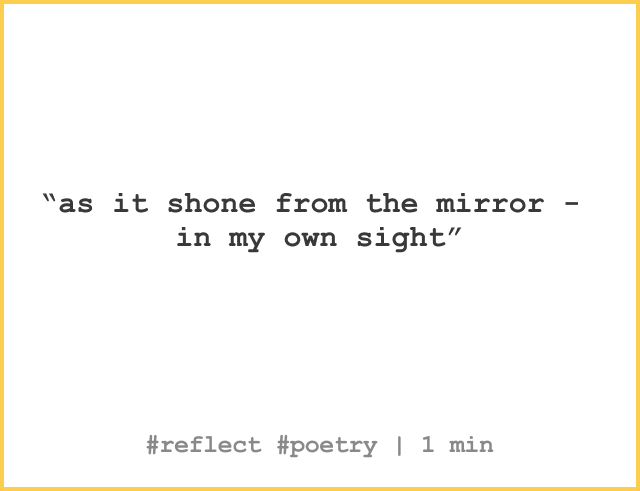 “as it shone from the mirror -
in my own sight”
#reflect #poetry | 1 min